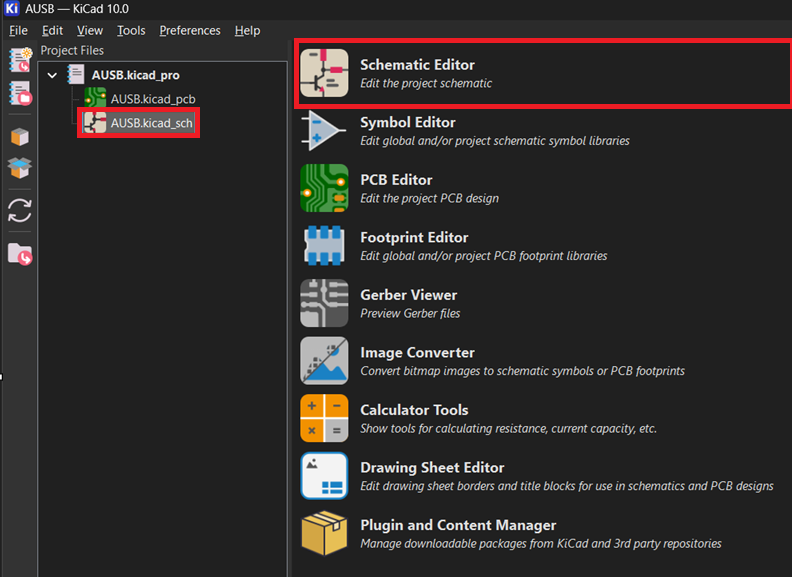 Ki AUSB — KiCad 10.0
File Edit View Tools Preferences Help
Project Files
AUSB.kicad_pro
AUSB.kicad_pcb
AUSB.kicad_sch
Schematic Editor
Edit the project schematic
Symbol Editor
Edit global and/or project schematic symbol libraries
PCB Editor
Edit the project PCB design
Footprint Editor
Edit global and/or project PCB footprint libraries
Gerber Viewer
Preview Gerber files
Image Converter
Convert bitmap images to schematic symbols or PCB footprints
Calculator Tools
Show tools for calculating resistance, current capacity, etc.
Drawing Sheet Editor
Edit drawing sheet borders and title blocks for use in schematics and PCB designs
Plugin and Content Manager
Manage downloadable packages from KiCad and 3rd party repositories